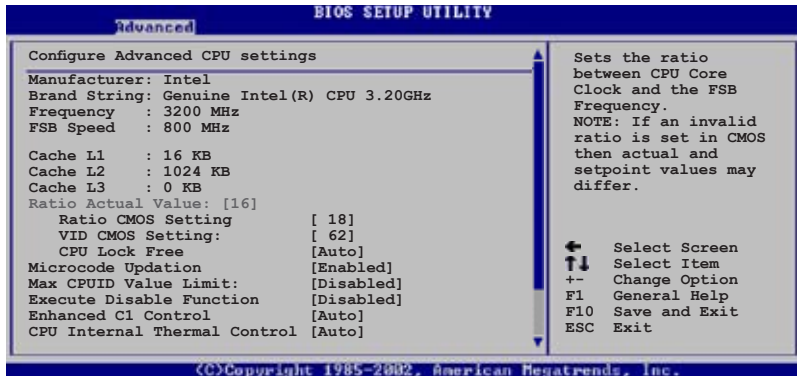 BIOS SETUP UTILITY
Advanced
Configure Advanced CPU settings
Manufacturer: Intel
Brand String: Genuine Intel(R) CPU 3.20GHz
Frequency : 3200 MHz
FSB Speed : 800 MHz
Cache L1 : 16 KB
Cache L2 : 1024 KB
Cache L3 : 0 KB
Ratio Actual Value: [16]
Ratio CMOS Setting [ 18]
VID CMOS Setting: [ 62]
CPU Lock Free [Auto]
Microcode Updation [Enabled]
Max CPUID Value Limit: [Disabled]
Execute Disable Function [Disabled]
Enhanced C1 Control [Auto]
CPU Internal Thermal Control [Auto]
Sets the ratio
between CPU Core
Clock and the FSB
Frequency.
NOTE: If an invalid
ratio is set in CMOS
then actual and
setpoint values may
differ.
← Select Screen
↑↓ Select Item
+- Change Option
F1 General Help
F10 Save and Exit
ESC Exit
(C)Copyright 1985-2002, American Megatrends, Inc.